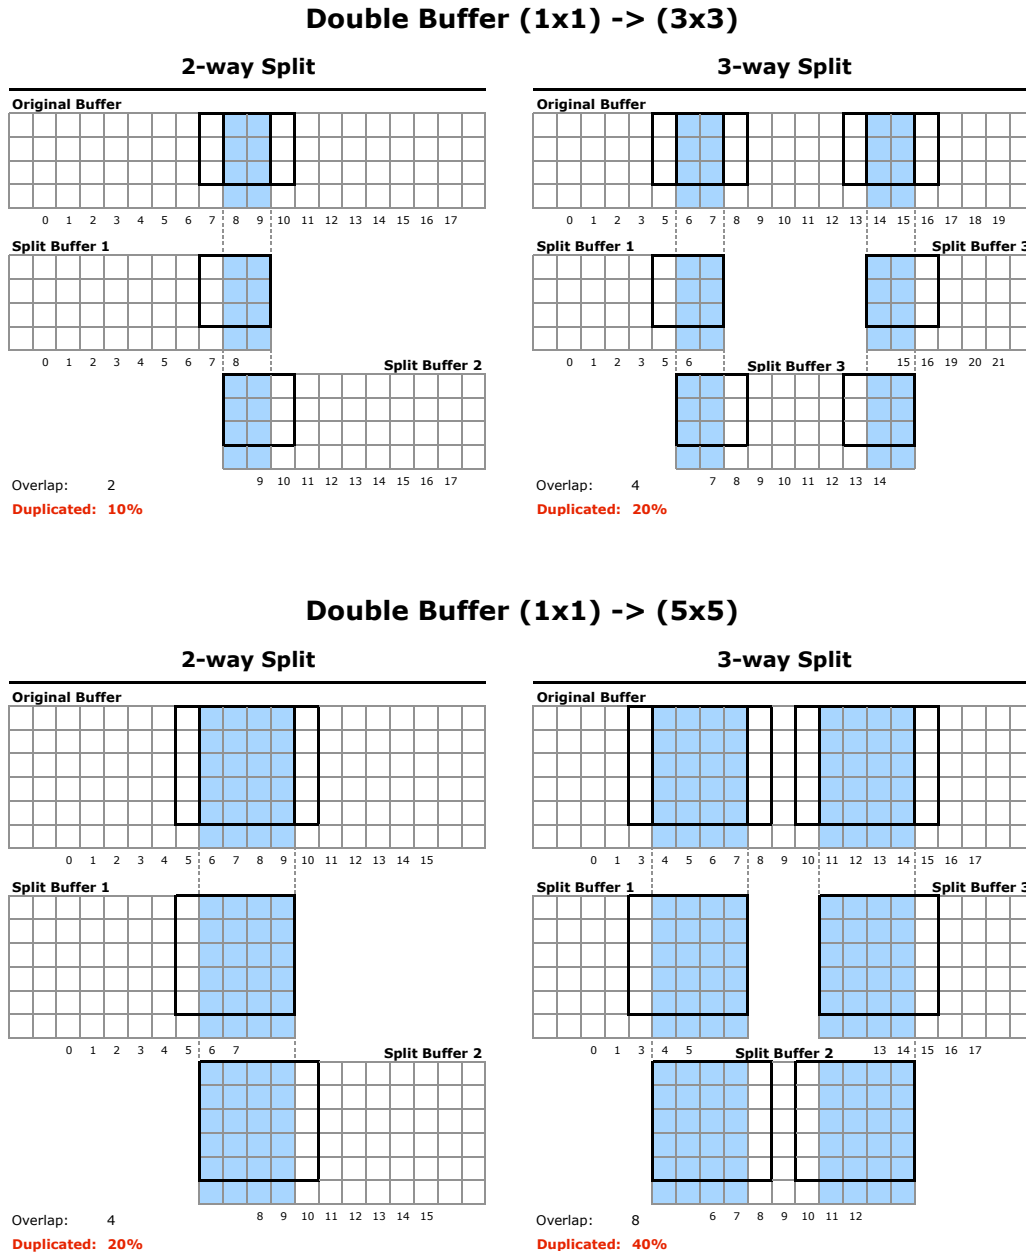 Double Buffer (1x1) -> (3x3)
2-way Split
Original Buffer
0 1 2 3 4 5 6 7 8 9 10 11 12 13 14 15 16 17
Split Buffer 1
0 1 2 3 4 5 6 7 8
Split Buffer 2
9 10 11 12 13 14 15 16 17
Overlap: 2
Duplicated: 10%
3-way Split
Original Buffer
0 1 2 3 5 6 7 8 9 10 11 12 13 14 15 16 17 18 19
Split Buffer 1
Split Buffer 3
0 1 2 3 5 6
15 16 19 20 21
Split Buffer 3
7 8 9 10 11 12 13 14
Overlap: 4
Duplicated: 20%
Double Buffer (1x1) -> (5x5)
2-way Split
Original Buffer
0 1 2 3 4 5 6 7 8 9 10 11 12 13 14 15
Split Buffer 1
0 1 2 3 4 5 6 7
Split Buffer 2
8 9 10 11 12 13 14 15
Overlap: 4
Duplicated: 20%
3-way Split
Original Buffer
0 1 3 4 5 6 7 8 9 10 11 12 13 14 15 16 17
Split Buffer 1
Split Buffer 3
0 1 3 4 5
13 14 15 16 17
Split Buffer 2
6 7 8 9 10 11 12
Overlap: 8
Duplicated: 40%